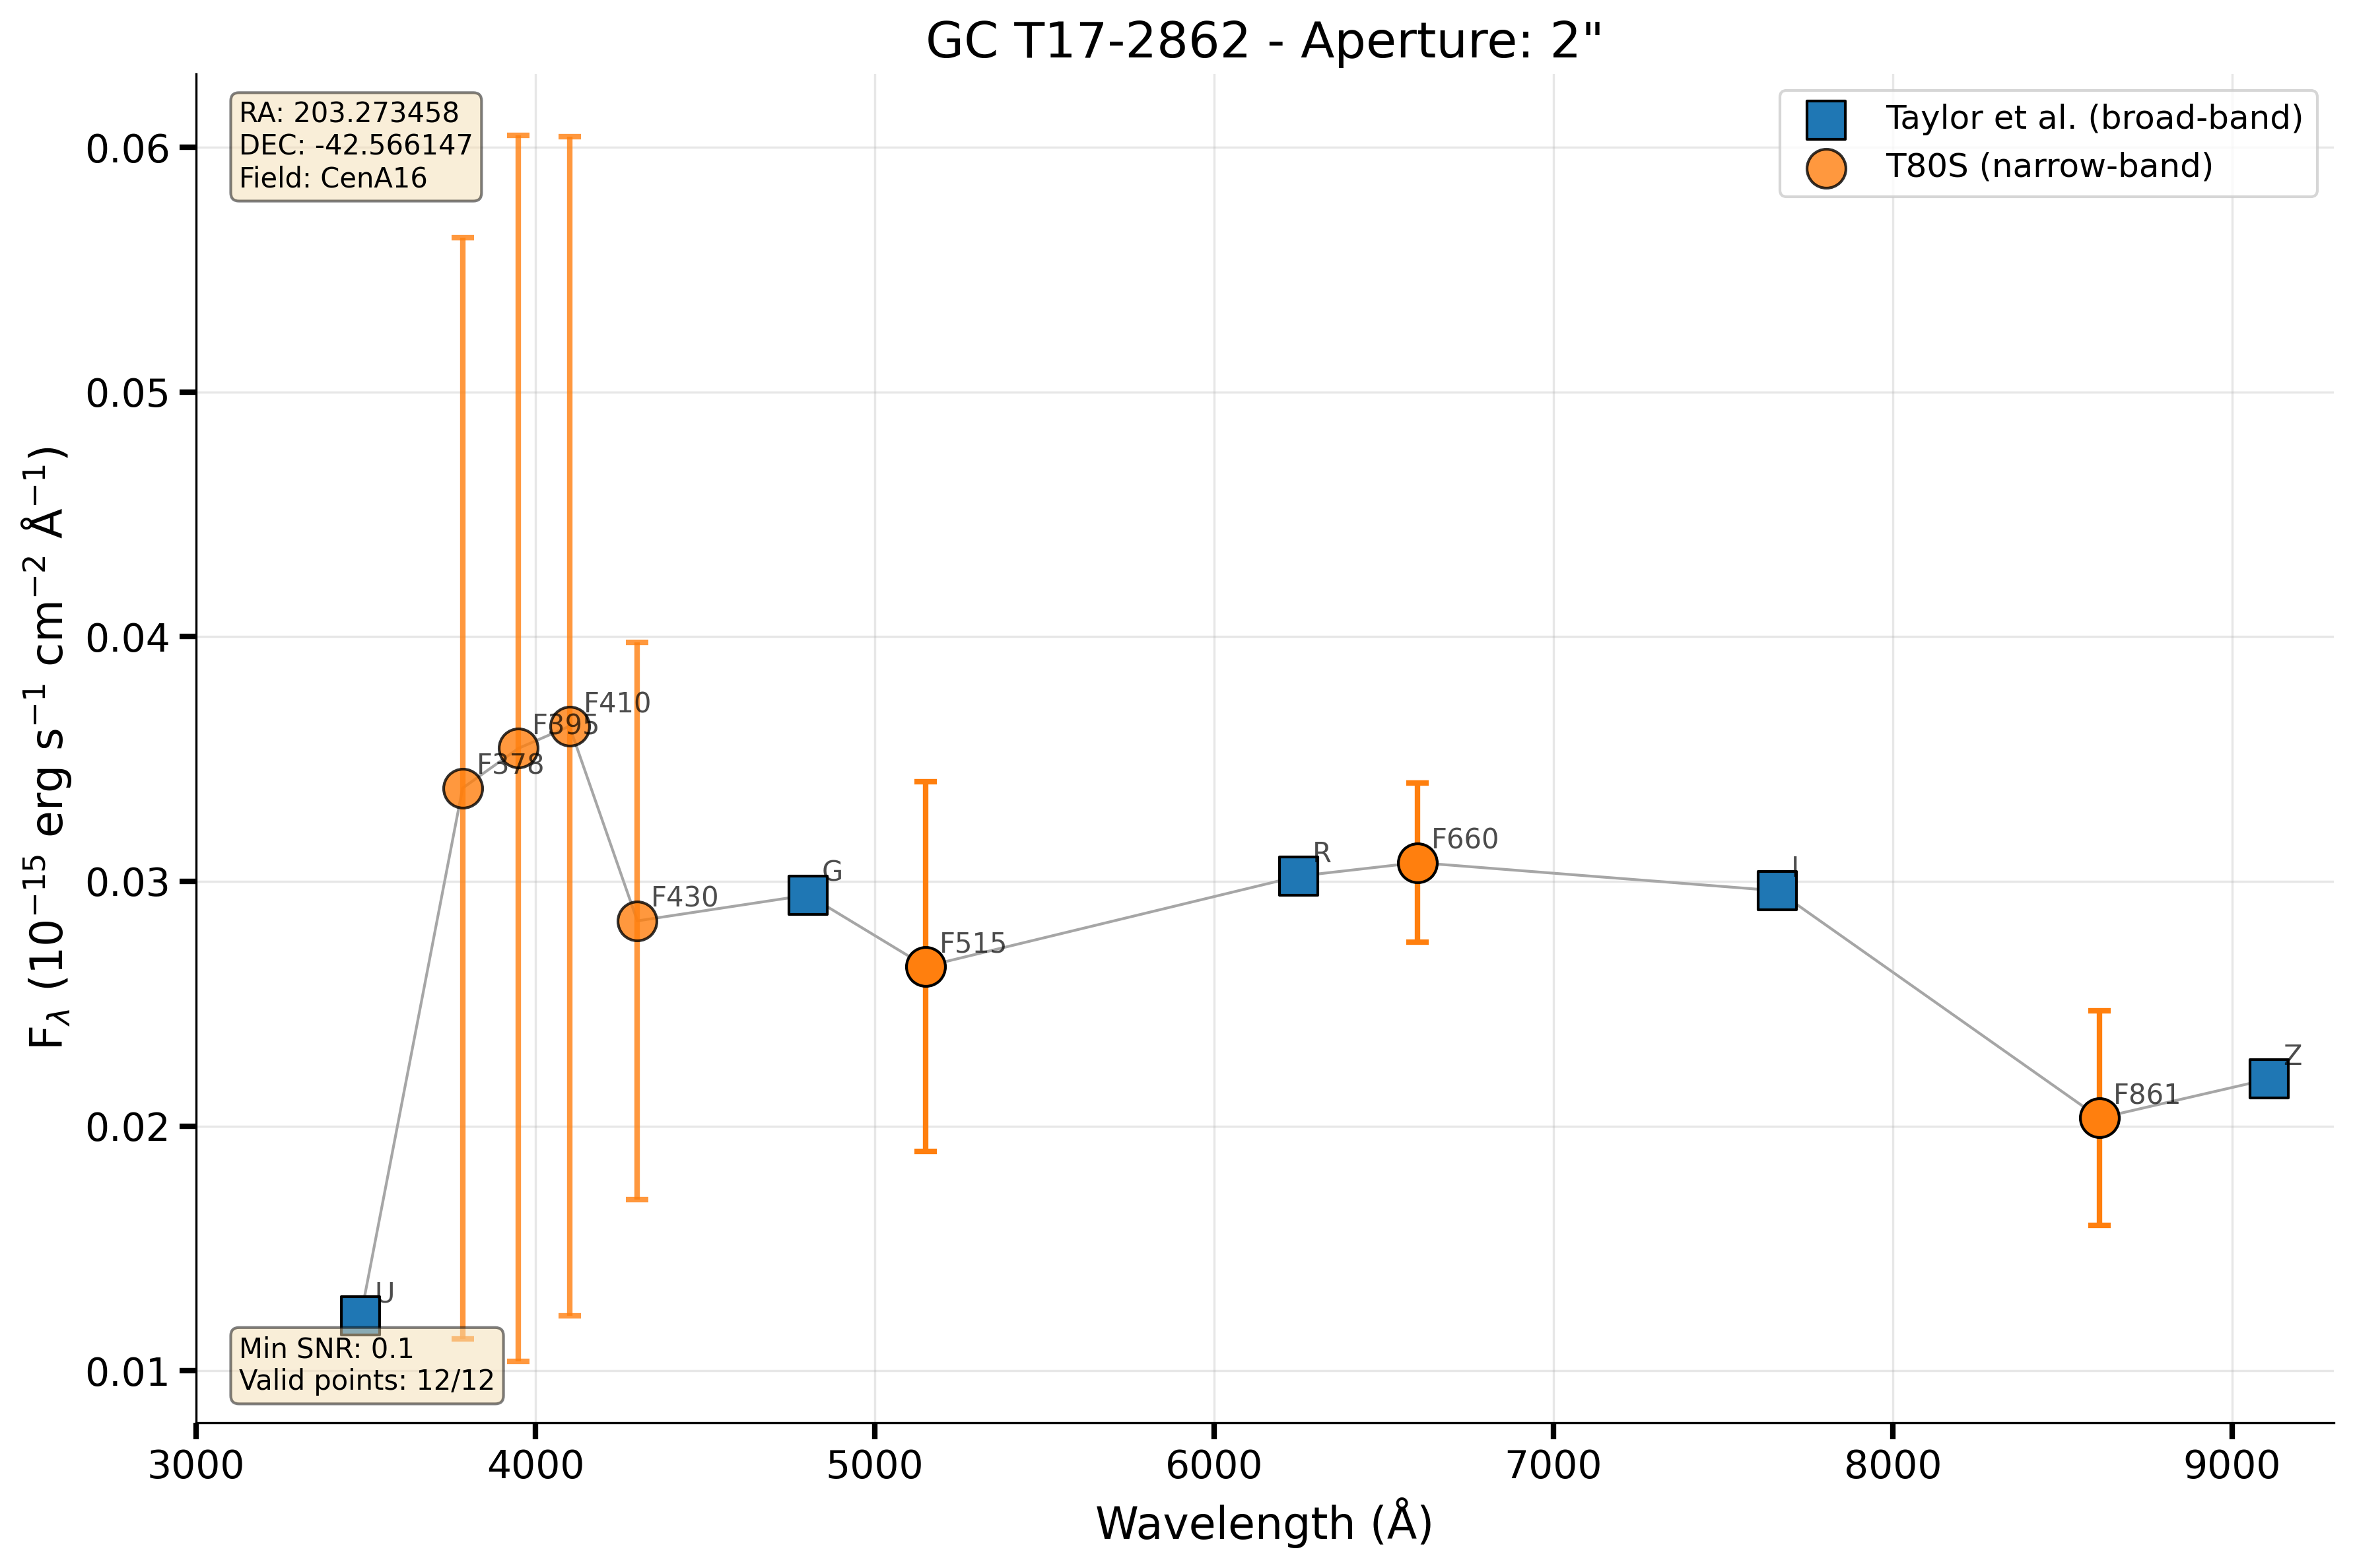 GC T17-2862 - Aperture: 2"
RA: 203.273458
DEC: -42.566147
Field: CenA16
Taylor et al. (broad-band)
T80S (narrow-band)
0.06
0.05
0.04
0.03
0.02
0.01
F_λ (10⁻¹⁵ erg s⁻¹ cm⁻² Å⁻¹)
U
F378
F395
F410
F430
G
F515
R
F660
I
F861
Z
Min SNR: 0.1
Valid points: 12/12
3000 4000 5000 6000 7000 8000 9000
Wavelength (Å)